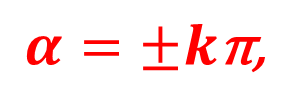 α = ±kπ,